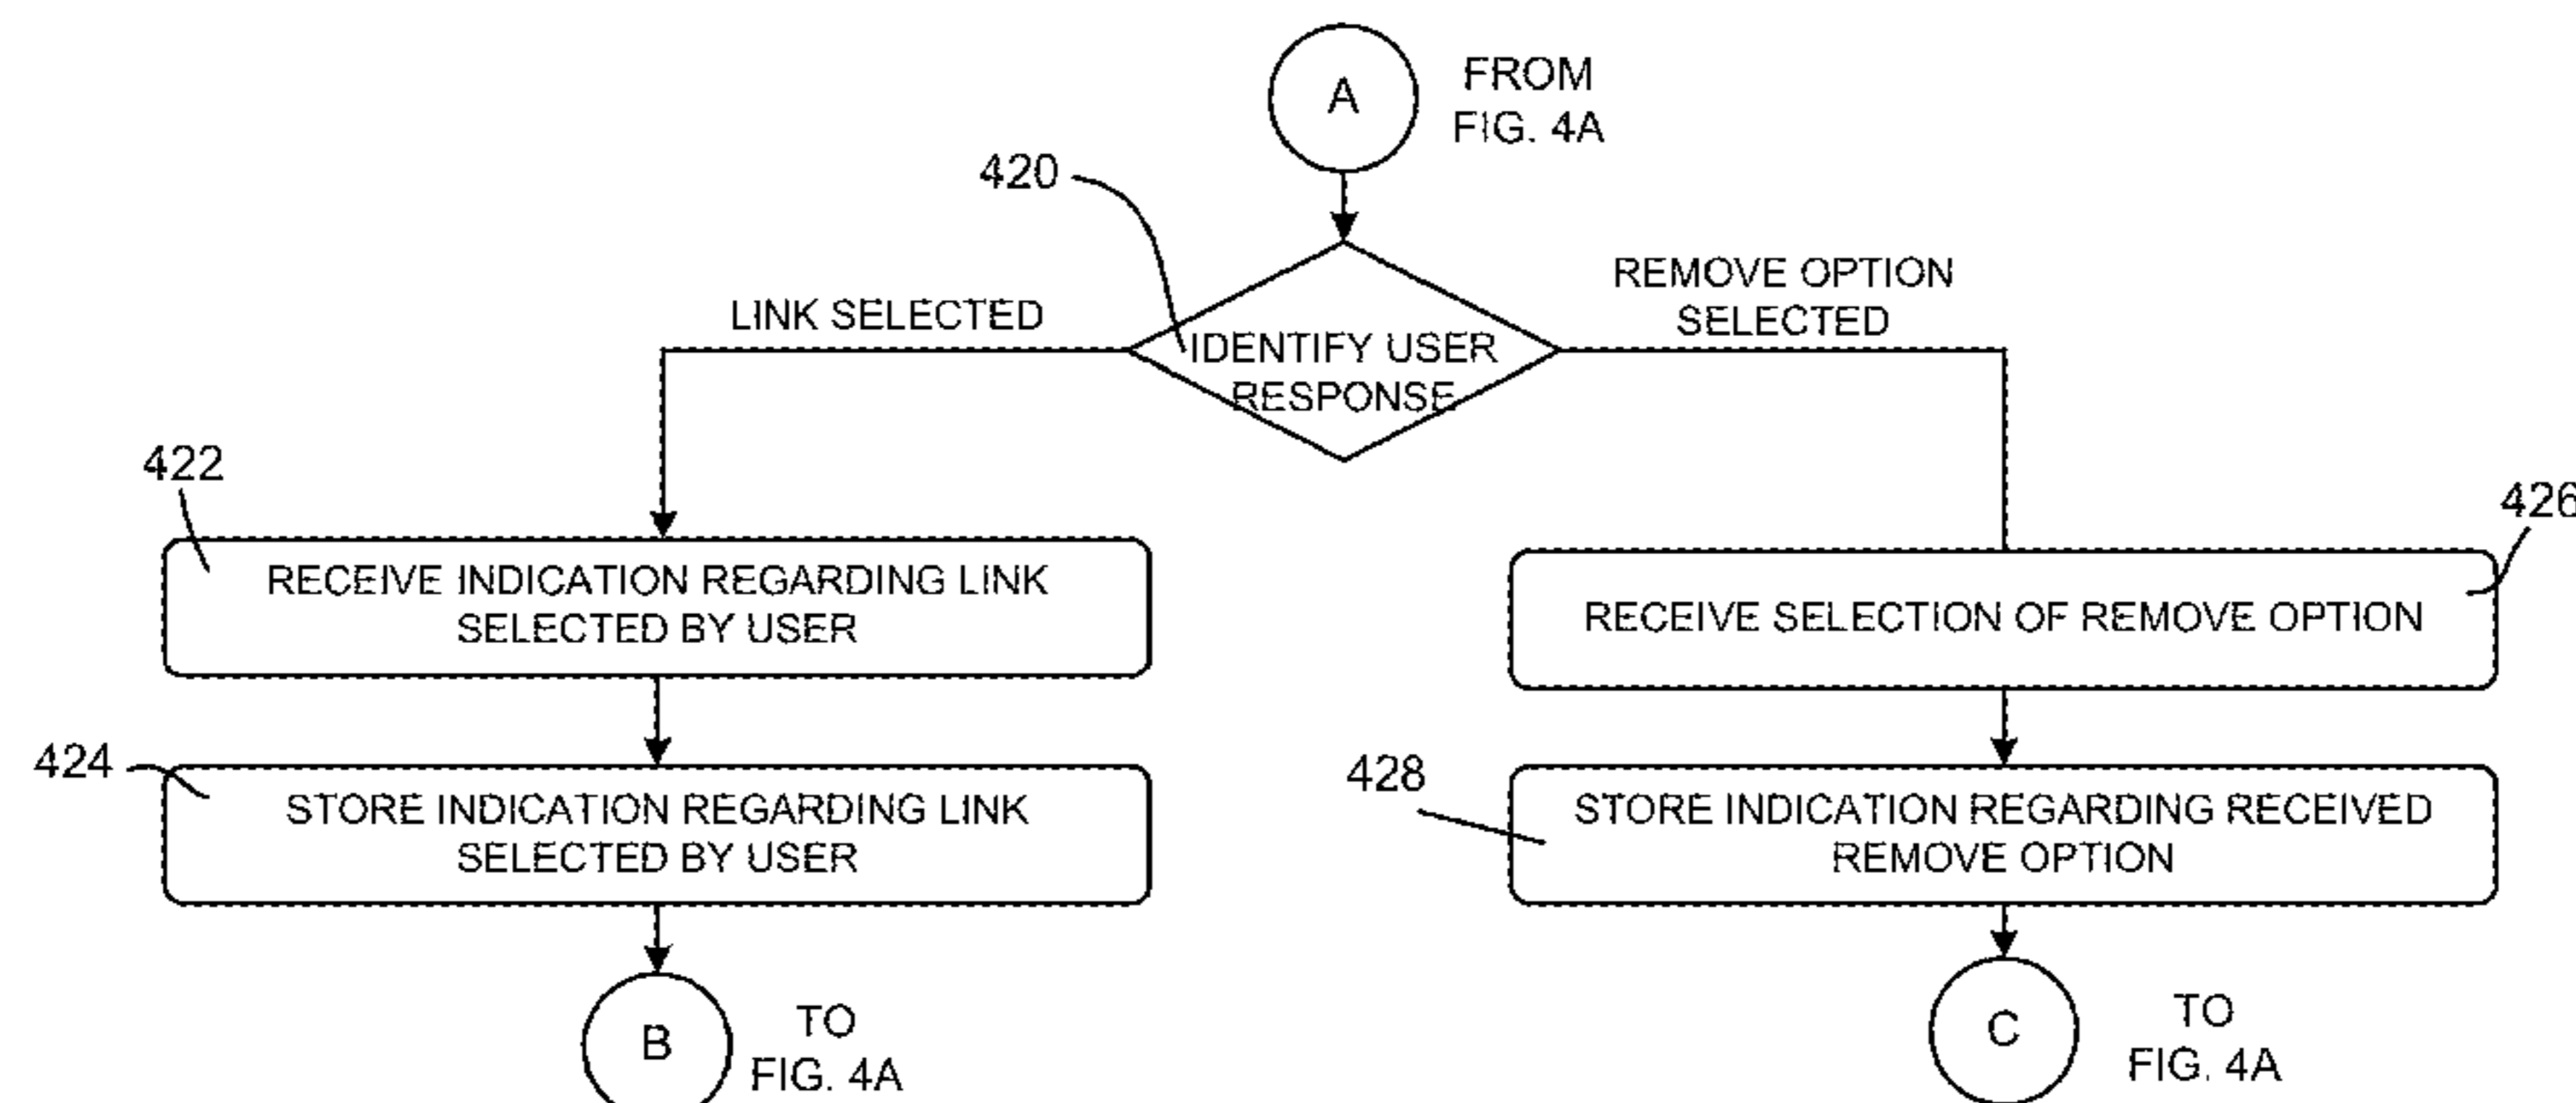 A
FROM
FIG. 4A
420
LINK SELECTED
REMOVE OPTION
SELECTED
IDENTIFY USER
RESPONSE
422
426
RECEIVE INDICATION REGARDING LINK
SELECTED BY USER
RECEIVE SELECTION OF REMOVE OPTION
424
428
STORE INDICATION REGARDING LINK
SELECTED BY USER
STORE INDICATION REGARDING RECEIVED
REMOVE OPTION
B
TO
FIG. 4A
C
TO
FIG. 4A